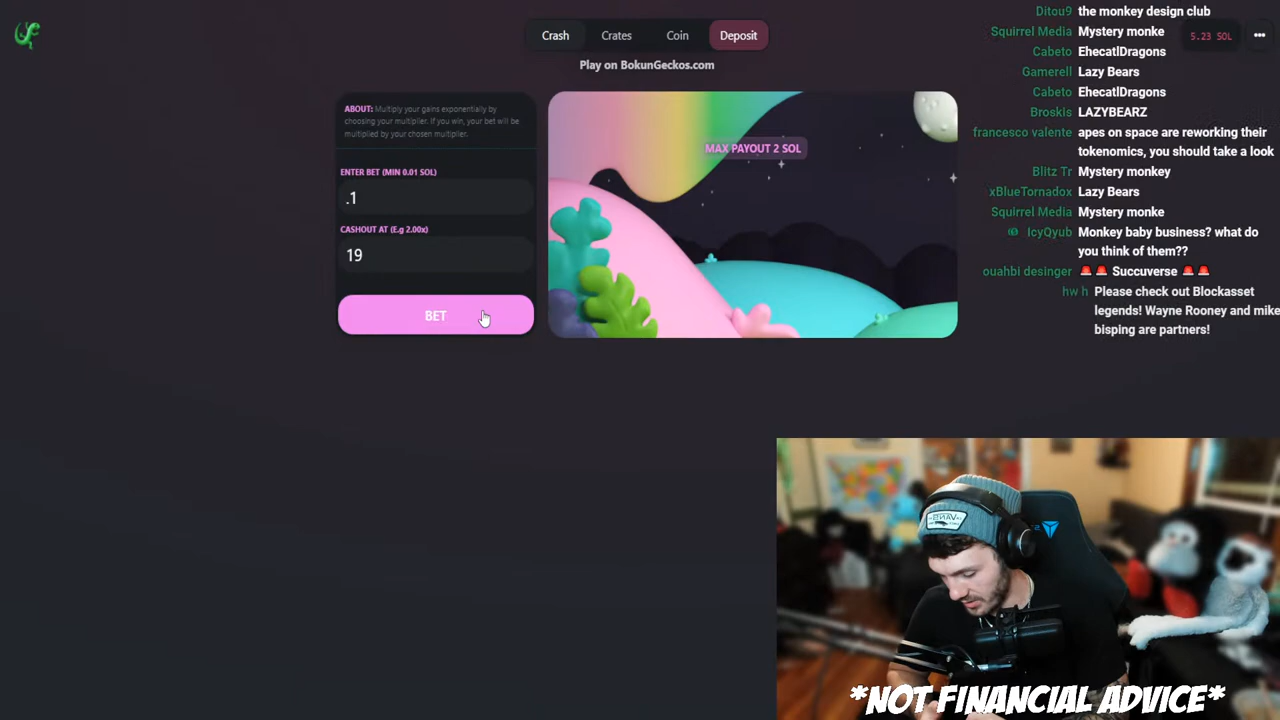 Crash Crates Coin Deposit
Play on BokunGeckos.com
5.23 SOL
ABOUT: Multiply your gains exponentially by
choosing your multiplier. If you win, your bet will be
multiplied by your chosen multiplier.
ENTER BET (MIN 0.01 SOL)
.1
CASHOUT AT (E.g 2.00x)
19
BET
MAX PAYOUT 2 SOL
Ditou9 the monkey design club
Squirrel Media Mystery monke
Cabeto EhecatlDragons
Gamerell Lazy Bears
Cabeto EhecatlDragons
BroskIs LAZYBEARZ
francesco valente apes on space are reworking their
tokenomics, you should take a look
Blitz Tr Mystery monkey
xBlueTornadox Lazy Bears
Squirrel Media Mystery monke
IcyQyub Monkey baby business? what do
you think of them??
ouahbi desinger 🚨🚨 Succuverse 🚨🚨
hw h Please check out Blockasset
legends! Wayne Rooney and mike
bisping are partners!
*NOT FINANCIAL ADVICE*